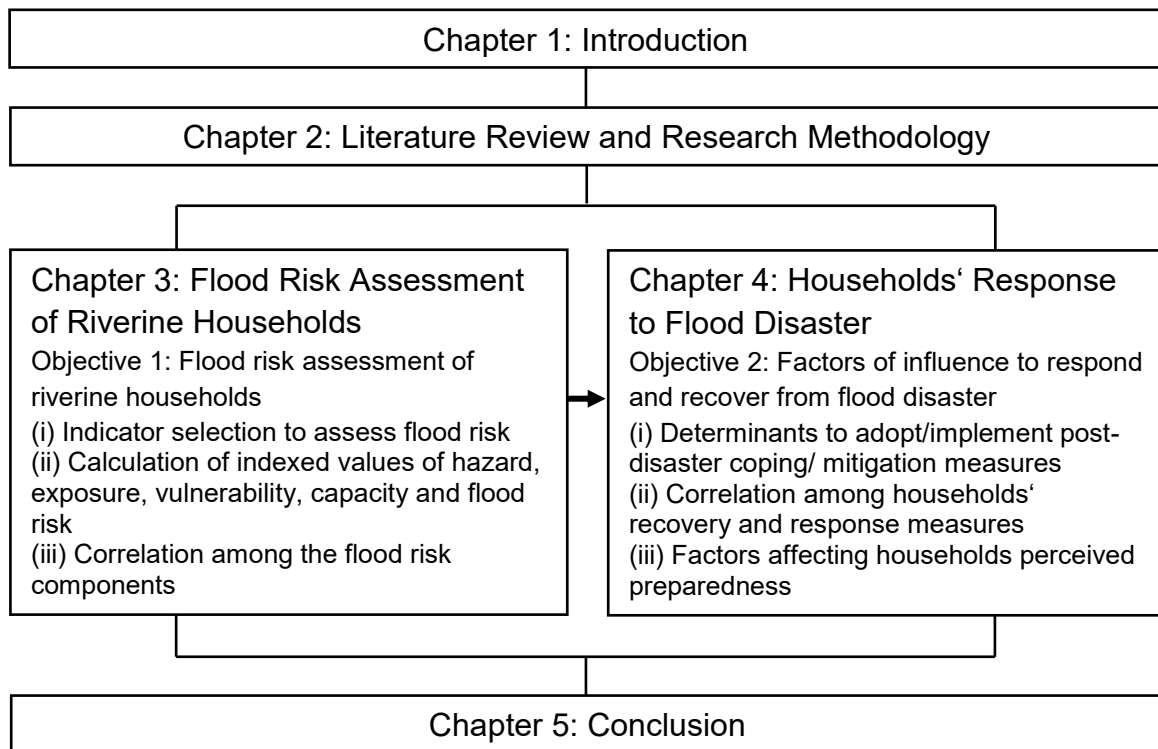 Chapter 1: Introduction
Chapter 2: Literature Review and Research Methodology
Chapter 3: Flood Risk Assessment
of Riverine Households
Objective 1: Flood risk assessment of
riverine households
(i) Indicator selection to assess flood risk
(ii) Calculation of indexed values of hazard,
exposure, vulnerability, capacity and flood
risk
(iii) Correlation among the flood risk
components
Chapter 4: Households‘ Response
to Flood Disaster
Objective 2: Factors of influence to respond
and recover from flood disaster
(i) Determinants to adopt/implement post-
disaster coping/ mitigation measures
(ii) Correlation among households‘
recovery and response measures
(iii) Factors affecting households perceived
preparedness
Chapter 5: Conclusion